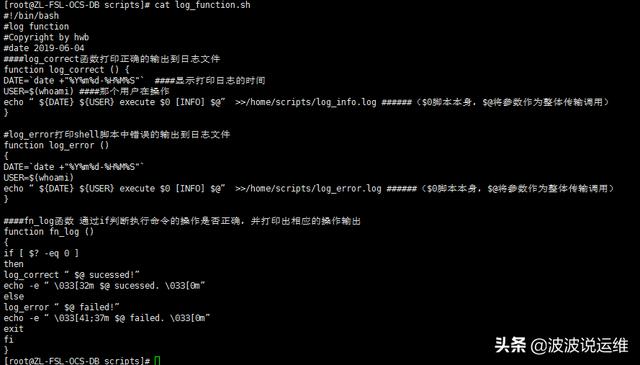 [root@ZL-FSL-OCS-DB scripts]# cat log_function.sh
#!/bin/bash
#log function
#Copyright by hwb
#date 2019-06-04
####log_correct函数打印正确的输出到日志文件
function log_correct () {
DATE=`date +"%Y%m%d-%H%M%S"`  ####显示打印日志的时间
USER=$(whoami) ####那个用户在操作
echo “ ${DATE} ${USER} execute $0 [INFO] $@”  >>/home/scripts/log_info.log ######（$0脚本本身，$@将参数作为整体传输调用）
}
#log_error打印shell脚本中错误的输出到日志文件
function log_error ()
{
DATE=`date +"%Y%m%d-%H%M%S"`
USER=$(whoami)
echo “ ${DATE} ${USER} execute $0 [INFO] $@”  >>/home/scripts/log_error.log ######（$0脚本本身，$@将参数作为整体传输调用）
}
####fn_log函数 通过if判断执行命令的操作是否正确，并打印出相应的操作输出
function fn_log ()
{
if [ $? -eq 0 ]
then
log_correct “ $@ sucessed!”
echo -e “ \033[32m $@ sucessed. \033[0m”
else
log_error “ $@ failed!”
echo -e “ \033[41;37m $@ failed. \033[0m”
exit
fi
}
[root@ZL-FSL-OCS-DB scripts]#
头条 @波波说运维